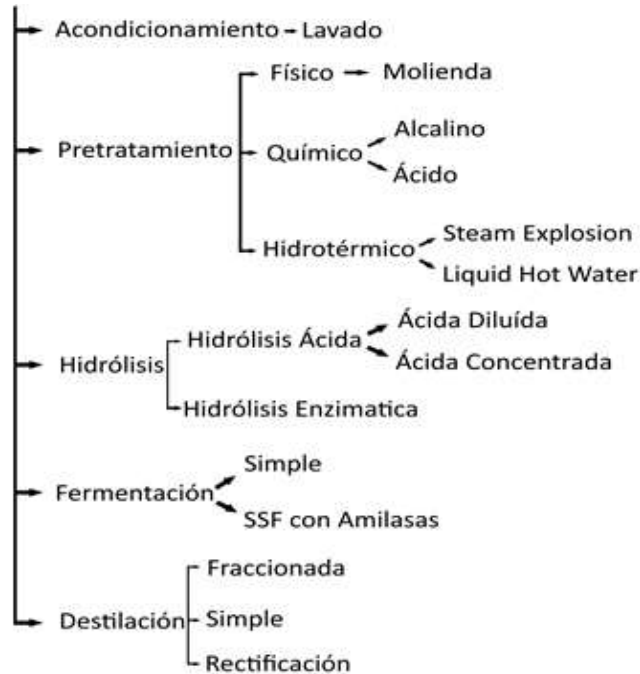 Acondicionamiento Lavado
Físico Molienda
Alcalino
Pretratamiento Químico
Ácido
Steam Explosion
Hidrotérmico
Liquid Hot Water
Ácida Diluída
Hidrólisis Ácida
Ácida Concentrada
Hidrólisis
Hidrólisis Enzimatica
Simple
Fermentación
SSF con Amilasas
Fraccionada
Destilación Simple
Rectificación